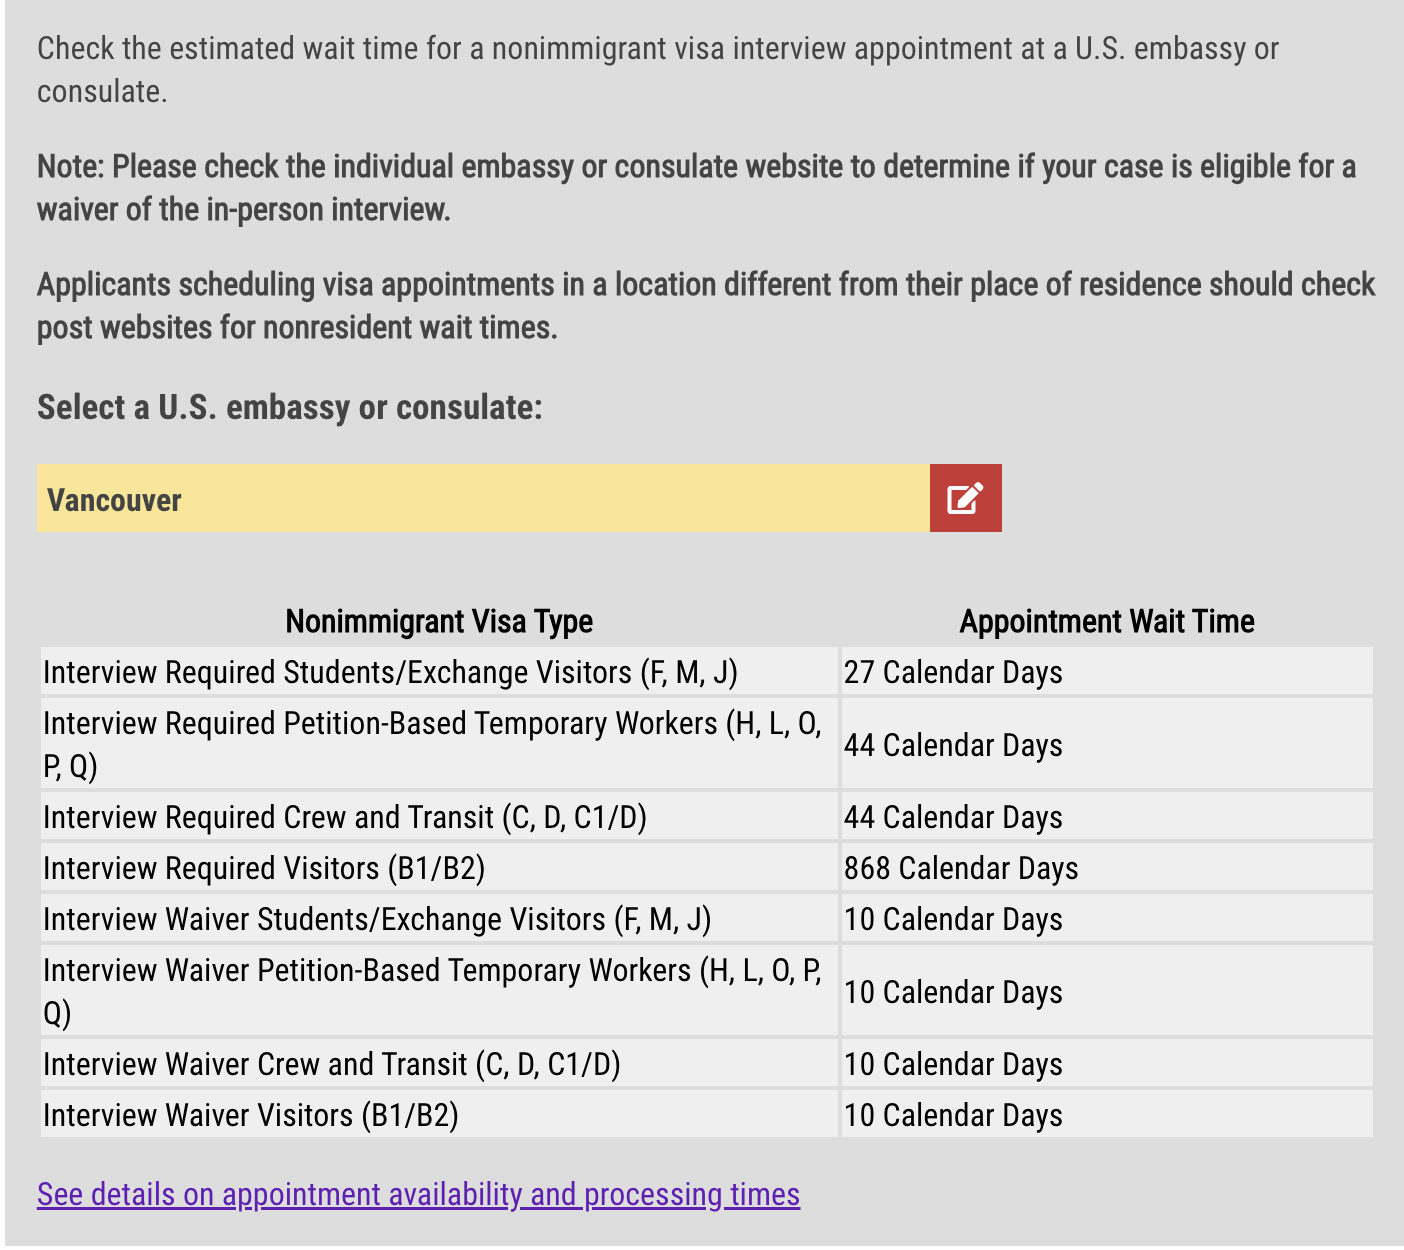 Check the estimated wait time for a nonimmigrant visa interview appointment at a U.S. embassy or
consulate.
Note: Please check the individual embassy or consulate website to determine if your case is eligible for a
waiver of the in-person interview.
Applicants scheduling visa appointments in a location different from their place of residence should check
post websites for nonresident wait times.
Select a U.S. embassy or consulate:
Vancouver
Nonimmigrant Visa Type Appointment Wait Time
Interview Required Students/Exchange Visitors (F, M, J) 27 Calendar Days
Interview Required Petition-Based Temporary Workers (H, L, O,
P, Q) 44 Calendar Days
Interview Required Crew and Transit (C, D, C1/D) 44 Calendar Days
Interview Required Visitors (B1/B2) 868 Calendar Days
Interview Waiver Students/Exchange Visitors (F, M, J) 10 Calendar Days
Interview Waiver Petition-Based Temporary Workers (H, L, O, P,
Q) 10 Calendar Days
Interview Waiver Crew and Transit (C, D, C1/D) 10 Calendar Days
Interview Waiver Visitors (B1/B2) 10 Calendar Days
See details on appointment availability and processing times